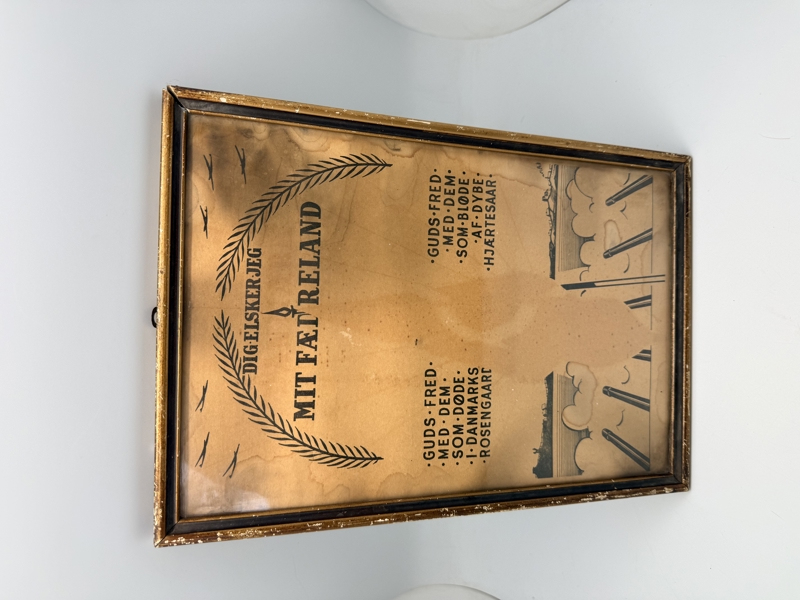 DIG·ELSKER JEG
MIT FÆDRELAND
·GUDS·FRED·
·MED·DEM·
·SOM·DØDE·
·I·DANMARKS
·ROSENGAARD
·GUDS·FRED·
·MED·DEM·
·SOM·BLØDE·
·AF·DYBE·
·HJÆRTESAAR·